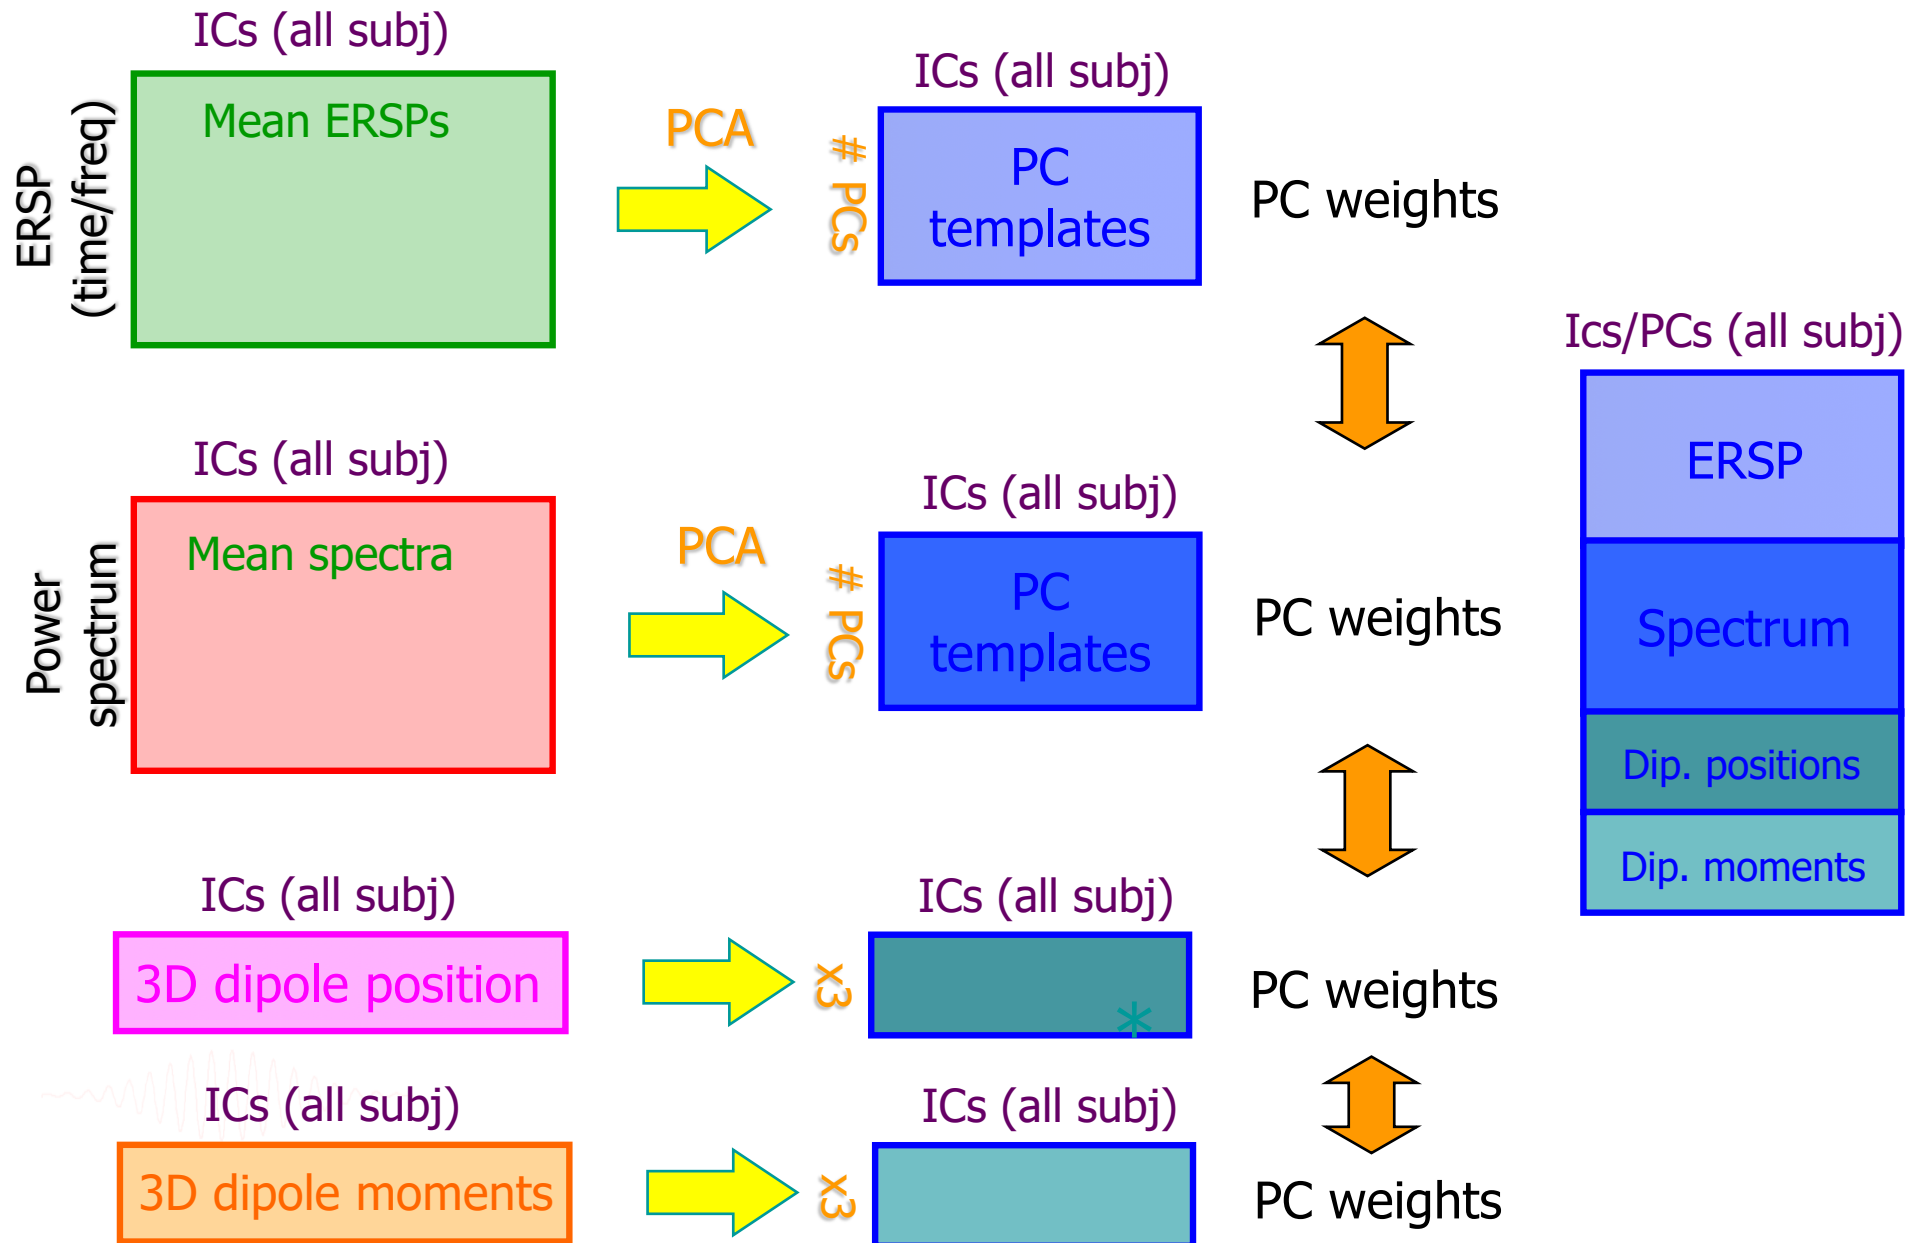 ICs (all subj)
ERSP
(time/freq)
Mean ERSPs
PCA
ICs (all subj)
# PCs
PC
templates
PC weights
ICs (all subj)
Power
spectrum
Mean spectra
PCA
ICs (all subj)
# PCs
PC
templates
PC weights
ICs (all subj)
3D dipole position
ICs (all subj)
x3
*
PC weights
ICs (all subj)
3D dipole moments
ICs (all subj)
x3
PC weights
Ics/PCs (all subj)
ERSP
Spectrum
Dip. positions
Dip. moments